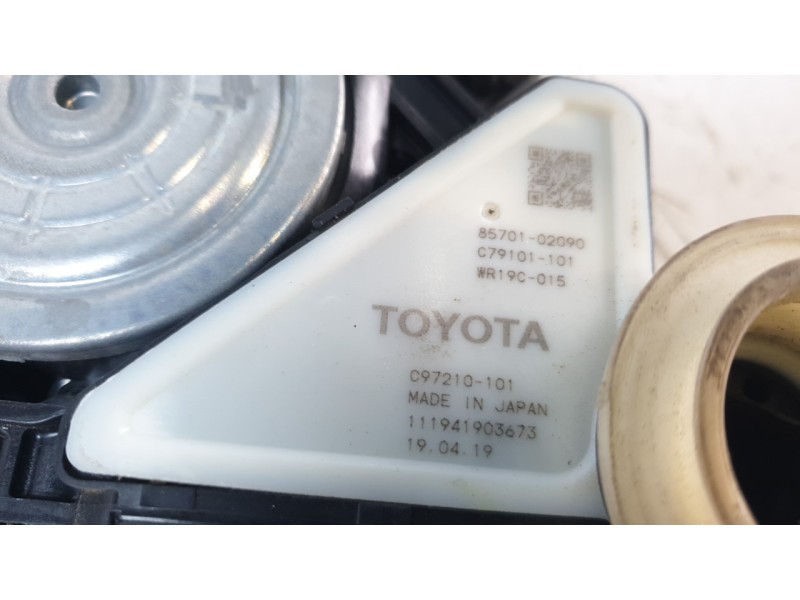 85701-02090
C79101-101
WR19C-015
TOYOTA
C97210-101
MADE IN JAPAN
111941903673
19.04.19